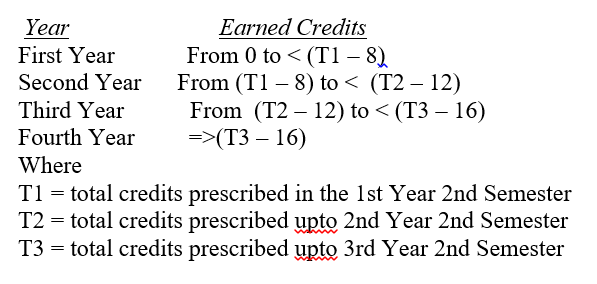 Year Earned Credits
First Year From 0 to < (T1 – 8)
Second Year From (T1 – 8) to < (T2 – 12)
Third Year From (T2 – 12) to < (T3 – 16)
Fourth Year =>(T3 – 16)
Where
T1 = total credits prescribed in the 1st Year 2nd Semester
T2 = total credits prescribed upto 2nd Year 2nd Semester
T3 = total credits prescribed upto 3rd Year 2nd Semester